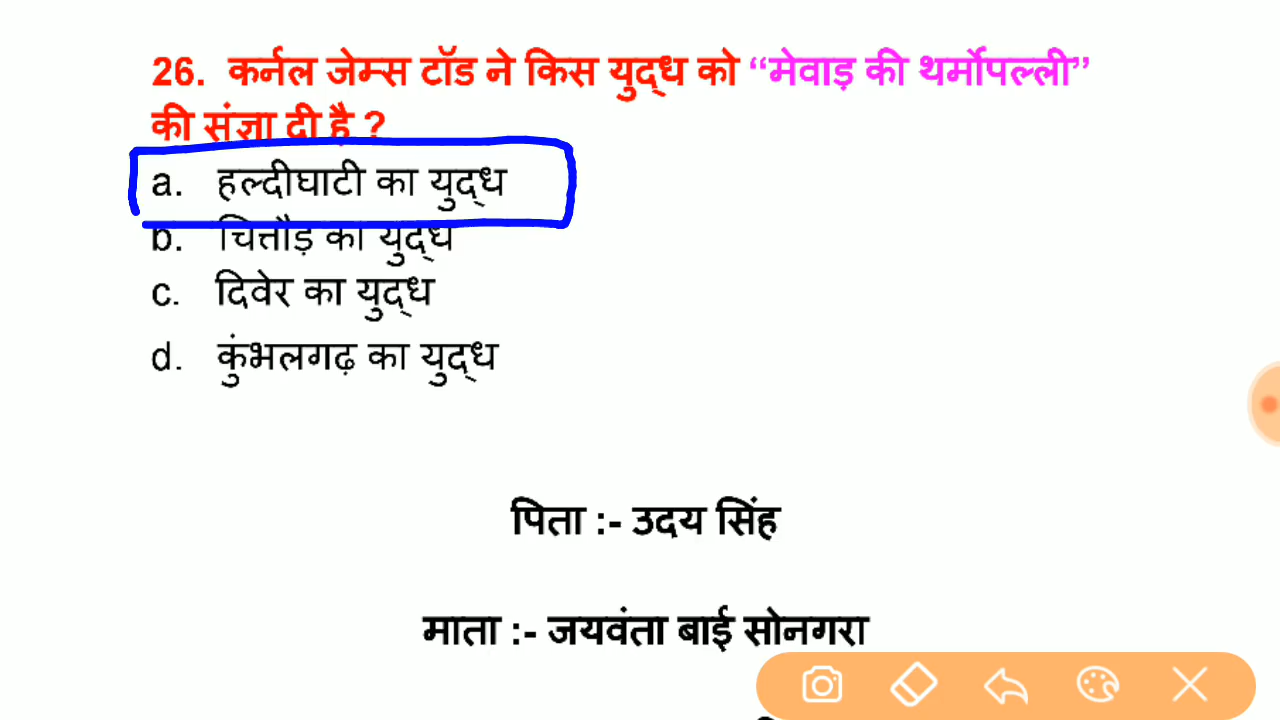 26. कर्नल जेम्स टॉड ने किस युद्ध को “मेवाड़ की थर्मोपल्ली”
की संज्ञा दी है ?
a. हल्दीघाटी का युद्ध
b. चित्तौड़ का युद्ध
c. दिवेर का युद्ध
d. कुंभलगढ़ का युद्ध
पिता :- उदय सिंह
माता :- जयवंता बाई सोनगरा